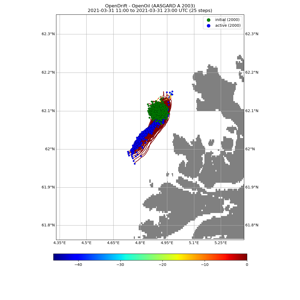 OpenDrift - OpenOil (AASGARD A 2003)
2021-03-31 11:00 to 2021-03-31 23:00 UTC (25 steps)
initial (2000)
active (2000)
62.3°N 62.3°N
62.2°N 62.2°N
62.1°N 62.1°N
62°N 62°N
61.9°N 61.9°N
61.8°N 61.8°N
4.35°E 4.5°E 4.65°E 4.8°E 4.95°E 5.1°E 5.25°E
−40 −30 −20 −10 0